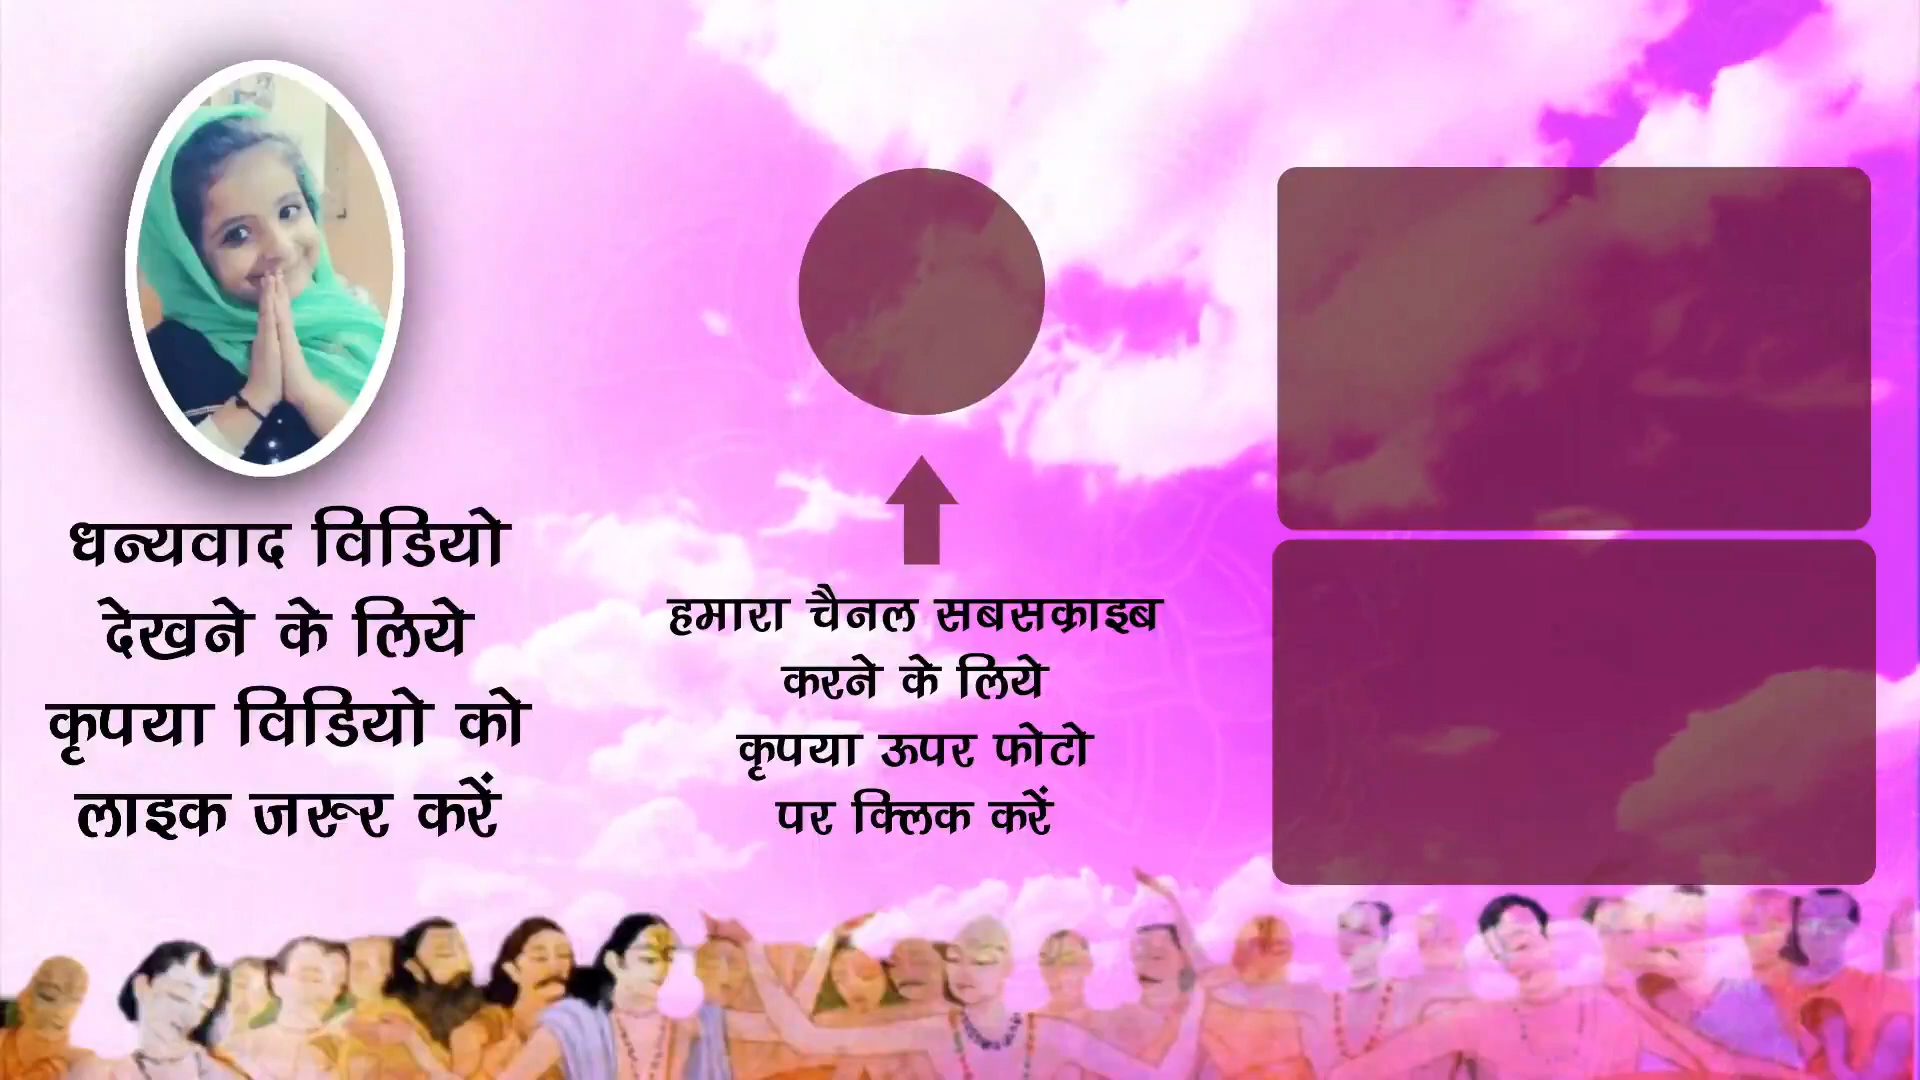 धन्यवाद विडियो
देखने के लिये
कृपया विडियो को
लाइक जरूर करें
हमारा चैनल सबसक्राइब
करने के लिये
कृपया ऊपर फोटो
पर क्लिक करें